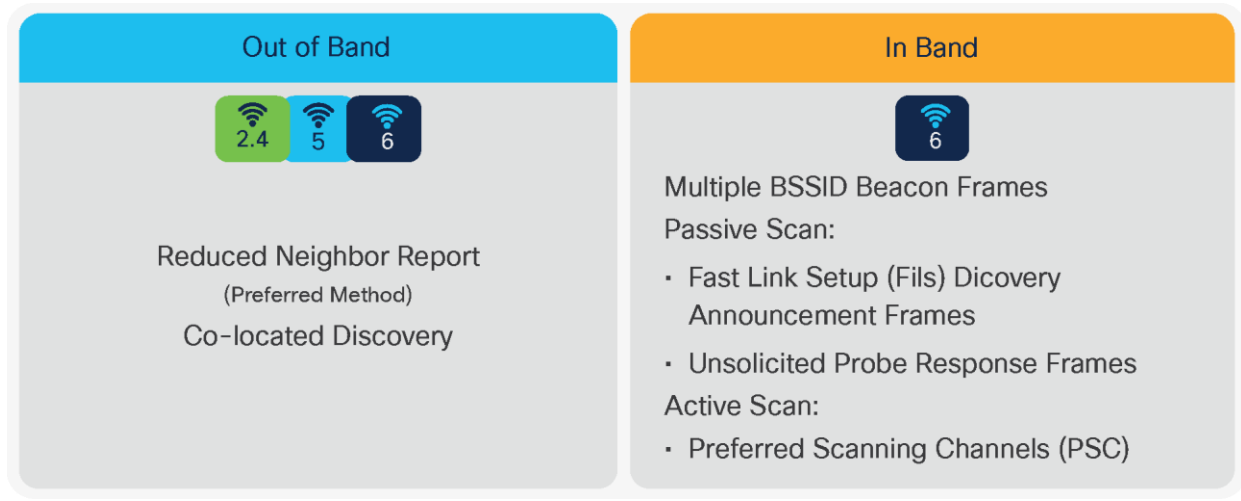 Out of Band
2.4
5
6
Reduced Neighbor Report
(Preferred Method)
Co-located Discovery
In Band
6
Multiple BSSID Beacon Frames
Passive Scan:
· Fast Link Setup (Fils) Dicovery
Announcement Frames
· Unsolicited Probe Response Frames
Active Scan:
· Preferred Scanning Channels (PSC)